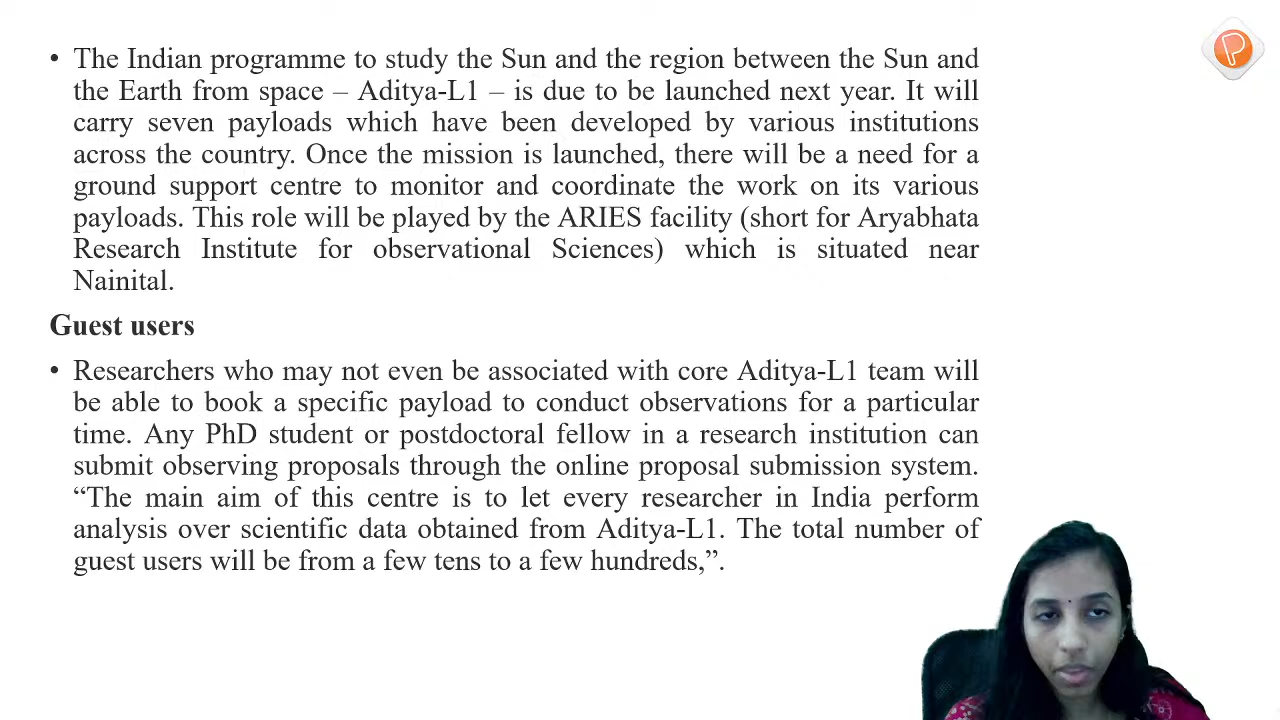 • The Indian programme to study the Sun and the region between the Sun and
the Earth from space – Aditya-L1 – is due to be launched next year. It will
carry seven payloads which have been developed by various institutions
across the country. Once the mission is launched, there will be a need for a
ground support centre to monitor and coordinate the work on its various
payloads. This role will be played by the ARIES facility (short for Aryabhata
Research Institute for observational Sciences) which is situated near
Nainital.
Guest users
• Researchers who may not even be associated with core Aditya-L1 team will
be able to book a specific payload to conduct observations for a particular
time. Any PhD student or postdoctoral fellow in a research institution can
submit observing proposals through the online proposal submission system.
“The main aim of this centre is to let every researcher in India perform
analysis over scientific data obtained from Aditya-L1. The total number of
guest users will be from a few tens to a few hundreds,”.
P